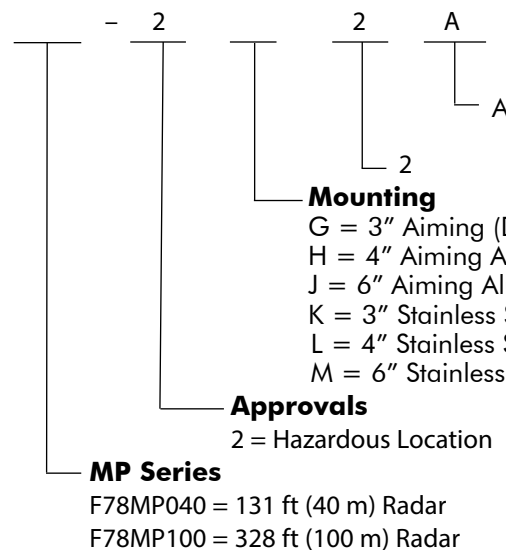 – 2 2 A
A
2
Mounting
G = 3" Aiming (
H = 4" Aiming A
J = 6" Aiming Al
K = 3" Stainless
L = 4" Stainless
M = 6" Stainless
Approvals
2 = Hazardous Location
MP Series
F78MP040 = 131 ft (40 m) Radar
F78MP100 = 328 ft (100 m) Radar